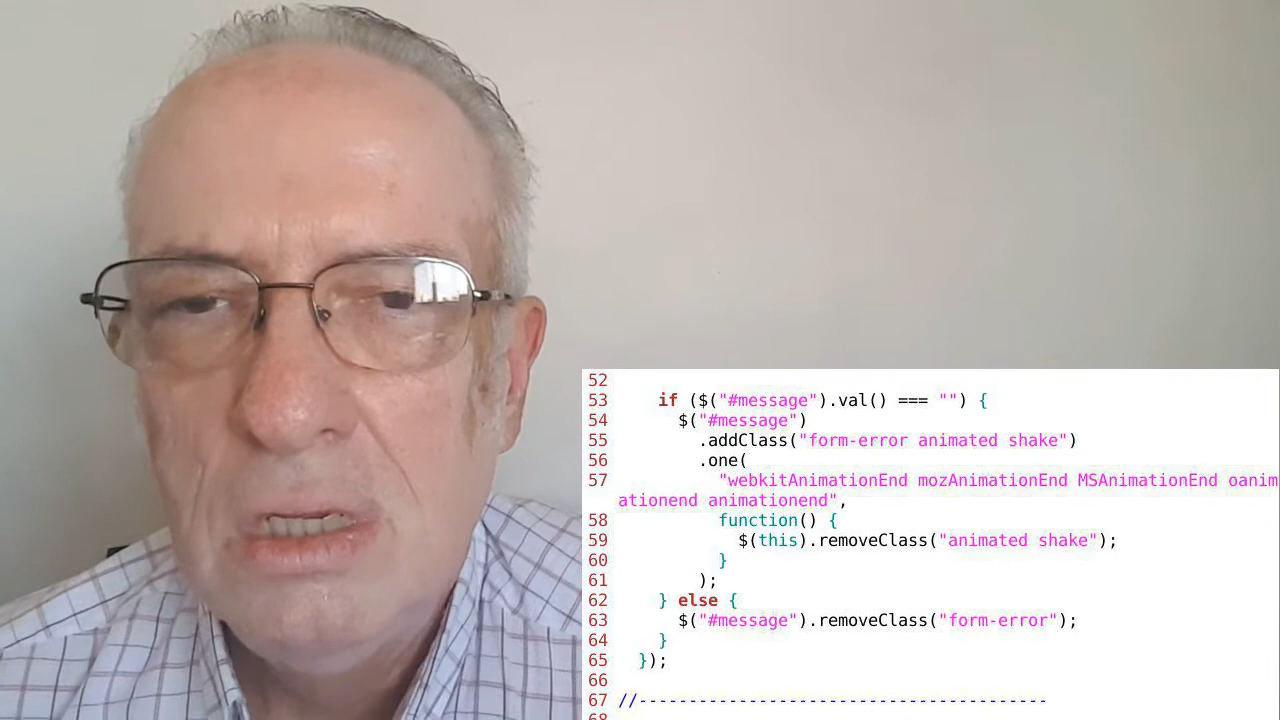 52
53     if ($("#message").val() === "") {
54       $("#message")
55         .addClass("form-error animated shake")
56         .one(
57           "webkitAnimationEnd mozAnimationEnd MSAnimationEnd oanim
ationend animationend",
58           function() {
59             $(this).removeClass("animated shake");
60           }
61         );
62     } else {
63       $("#message").removeClass("form-error");
64     }
65   });
66
67 //-----------------------------------------
68